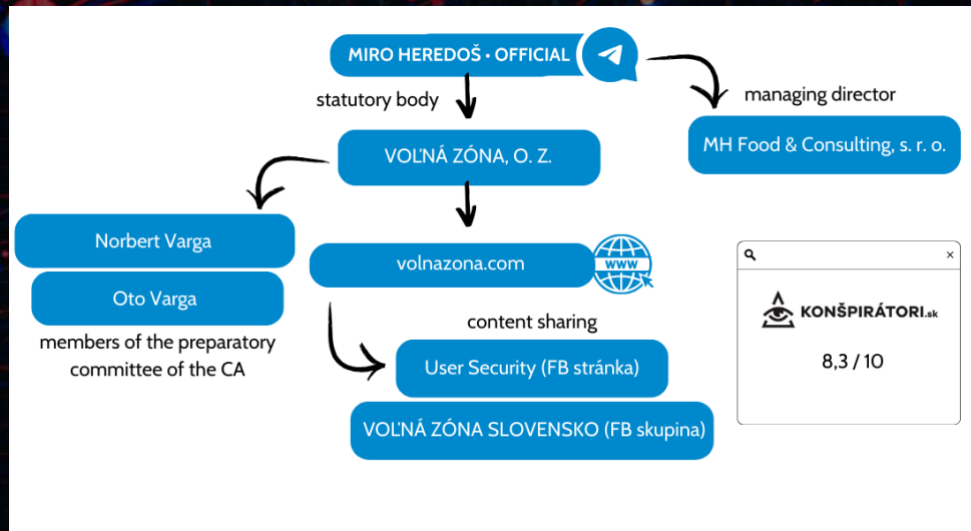 MIRO HEREDOŠ • OFFICIAL
statutory body
managing director
MH Food & Consulting, s. r. o.
VOĽNÁ ZÓNA, O. Z.
Norbert Varga
Oto Varga
members of the preparatory
committee of the CA
volnazona.com
WWW
content sharing
User Security (FB stránka)
VOĽNÁ ZÓNA SLOVENSKO (FB skupina)
KONŠPIRÁTORI.sk
8,3 / 10